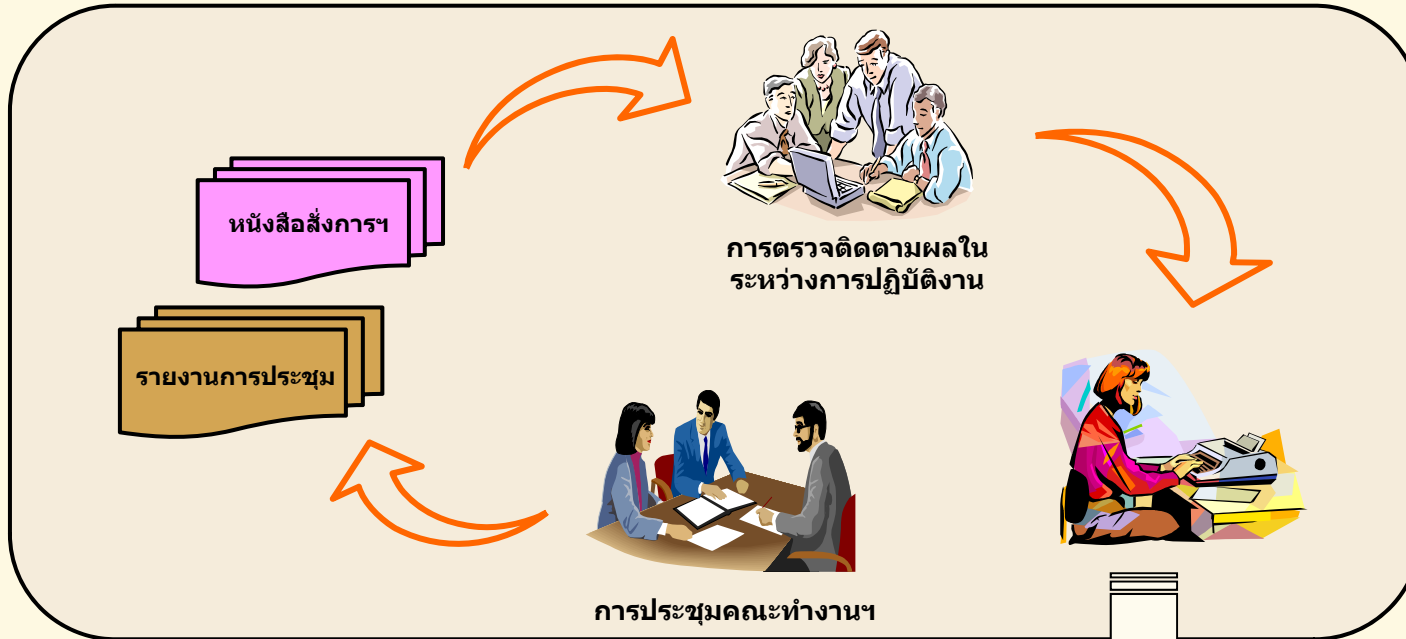 หนังสือสั่งการฯ
การตรวจติดตามผลใน
ระหว่างการปฏิบัติงาน
รายงานการประชุม
การประชุมคณะทำงานฯ